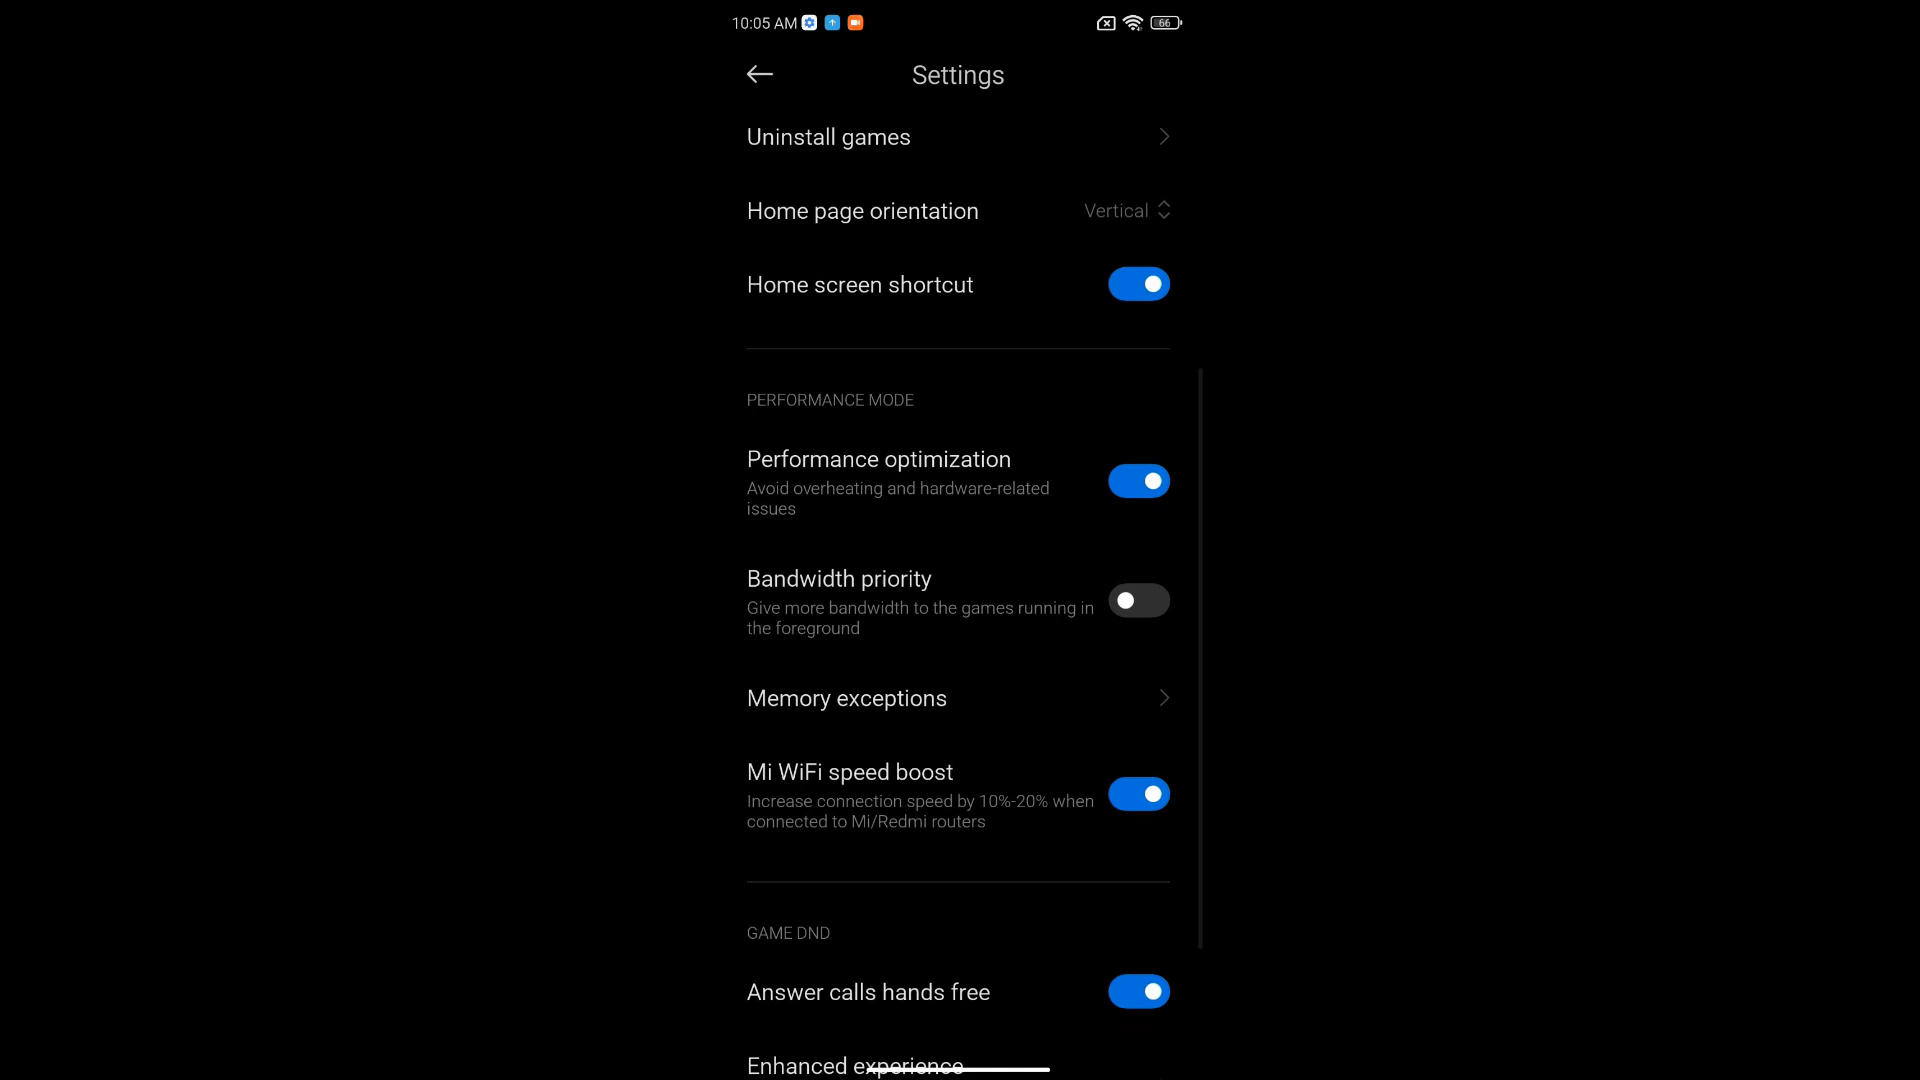 10:05 AM 66
Settings
Uninstall games
Home page orientation Vertical
Home screen shortcut
PERFORMANCE MODE
Performance optimization
Avoid overheating and hardware-related
issues
Bandwidth priority
Give more bandwidth to the games running in
the foreground
Memory exceptions
Mi WiFi speed boost
Increase connection speed by 10%-20% when
connected to Mi/Redmi routers
GAME DND
Answer calls hands free
Enhanced experience